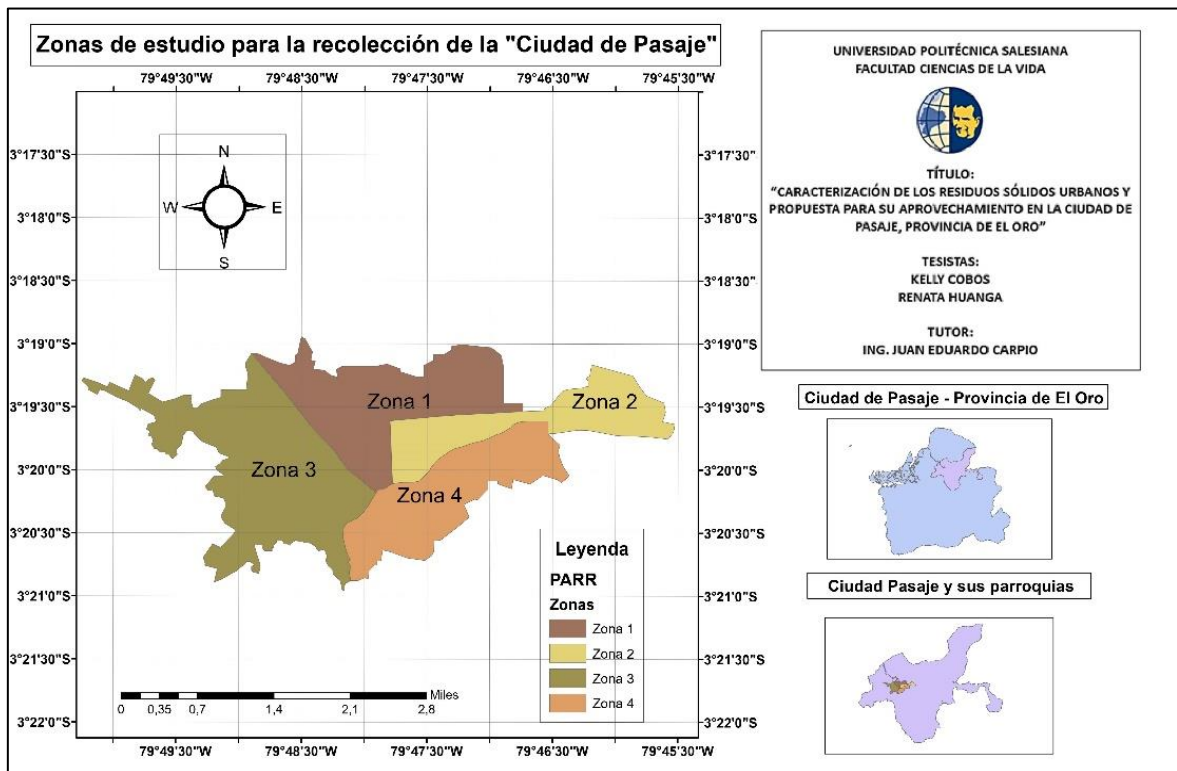 Zonas de estudio para la recolección de la "Ciudad de Pasaje"
79°49'30"W 79°48'30"W 79°47'30"W 79°46'30"W 79°45'30"W
3°17'30"S
3°18'0"S
3°18'30"S
3°19'0"S
3°19'30"S
3°20'0"S
3°20'30"S
3°21'0"S
3°21'30"S
3°22'0"S
N
W E
S
Zona 1
Zona 2
Zona 3
Zona 4
Leyenda
PARR
Zonas
Zona 1
Zona 2
Zona 3
Zona 4
Miles
0 0,35 0,7 1,4 2,1 2,8
3°17'30"
3°18'0"S
3°18'30"S
3°19'0"S
3°19'30"S
3°20'0"S
3°20'30"S
3°21'0"S
3°21'30"S
3°22'0"S
79°49'30"W 79°48'30"W 79°47'30"W 79°46'30"W 79°45'30"W
UNIVERSIDAD POLITÉCNICA SALESIANA
FACULTAD CIENCIAS DE LA VIDA
TÍTULO:
"CARACTERIZACIÓN DE LOS RESIDUOS SÓLIDOS URBANOS Y
PROPUESTA PARA SU APROVECHAMIENTO EN LA CIUDAD DE
PASAJE, PROVINCIA DE EL ORO"
TESISTAS:
KELLY COBOS
RENATA HUANGA
TUTOR:
ING. JUAN EDUARDO CARPIO
Ciudad de Pasaje - Provincia de El Oro
Ciudad Pasaje y sus parroquias